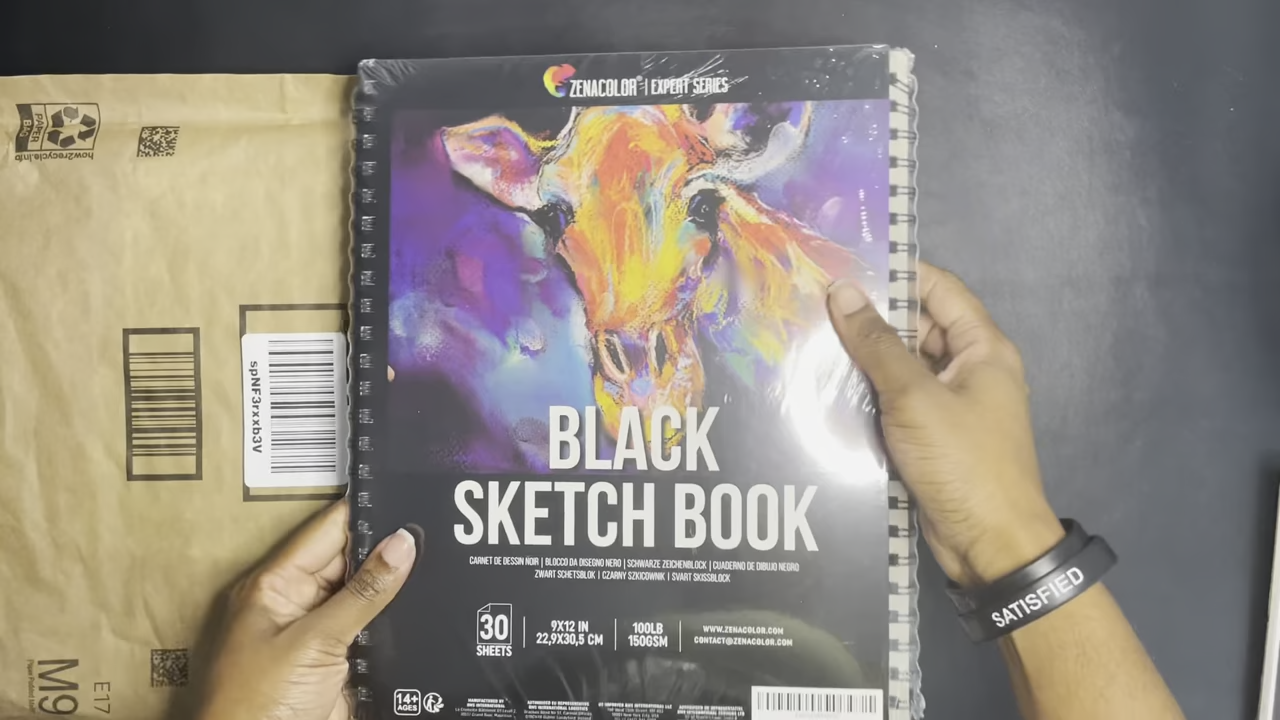 PAPER
BAG
how2recycle.info
spNF3rxxb3V
E17
M9
ZENACOLOR® | EXPERT SERIES
BLACK
SKETCH BOOK
CARNET DE DESSIN NOIR | BLOCCO DA DISEGNO NERO | SCHWARZE ZEICHENBLOCK | CUADERNO DE DIBUJO NEGRO
ZWART SCHETSBLOK | CZARNY SZKICOWNIK | SVART SKISSBLOCK
30
SHEETS
9X12 IN
22,9X30,5 CM
100LB
150GSM
WWW.ZENACOLOR.COM
CONTACT@ZENACOLOR.COM
14+
AGES
MANUFACTURED BY
SATISFIED